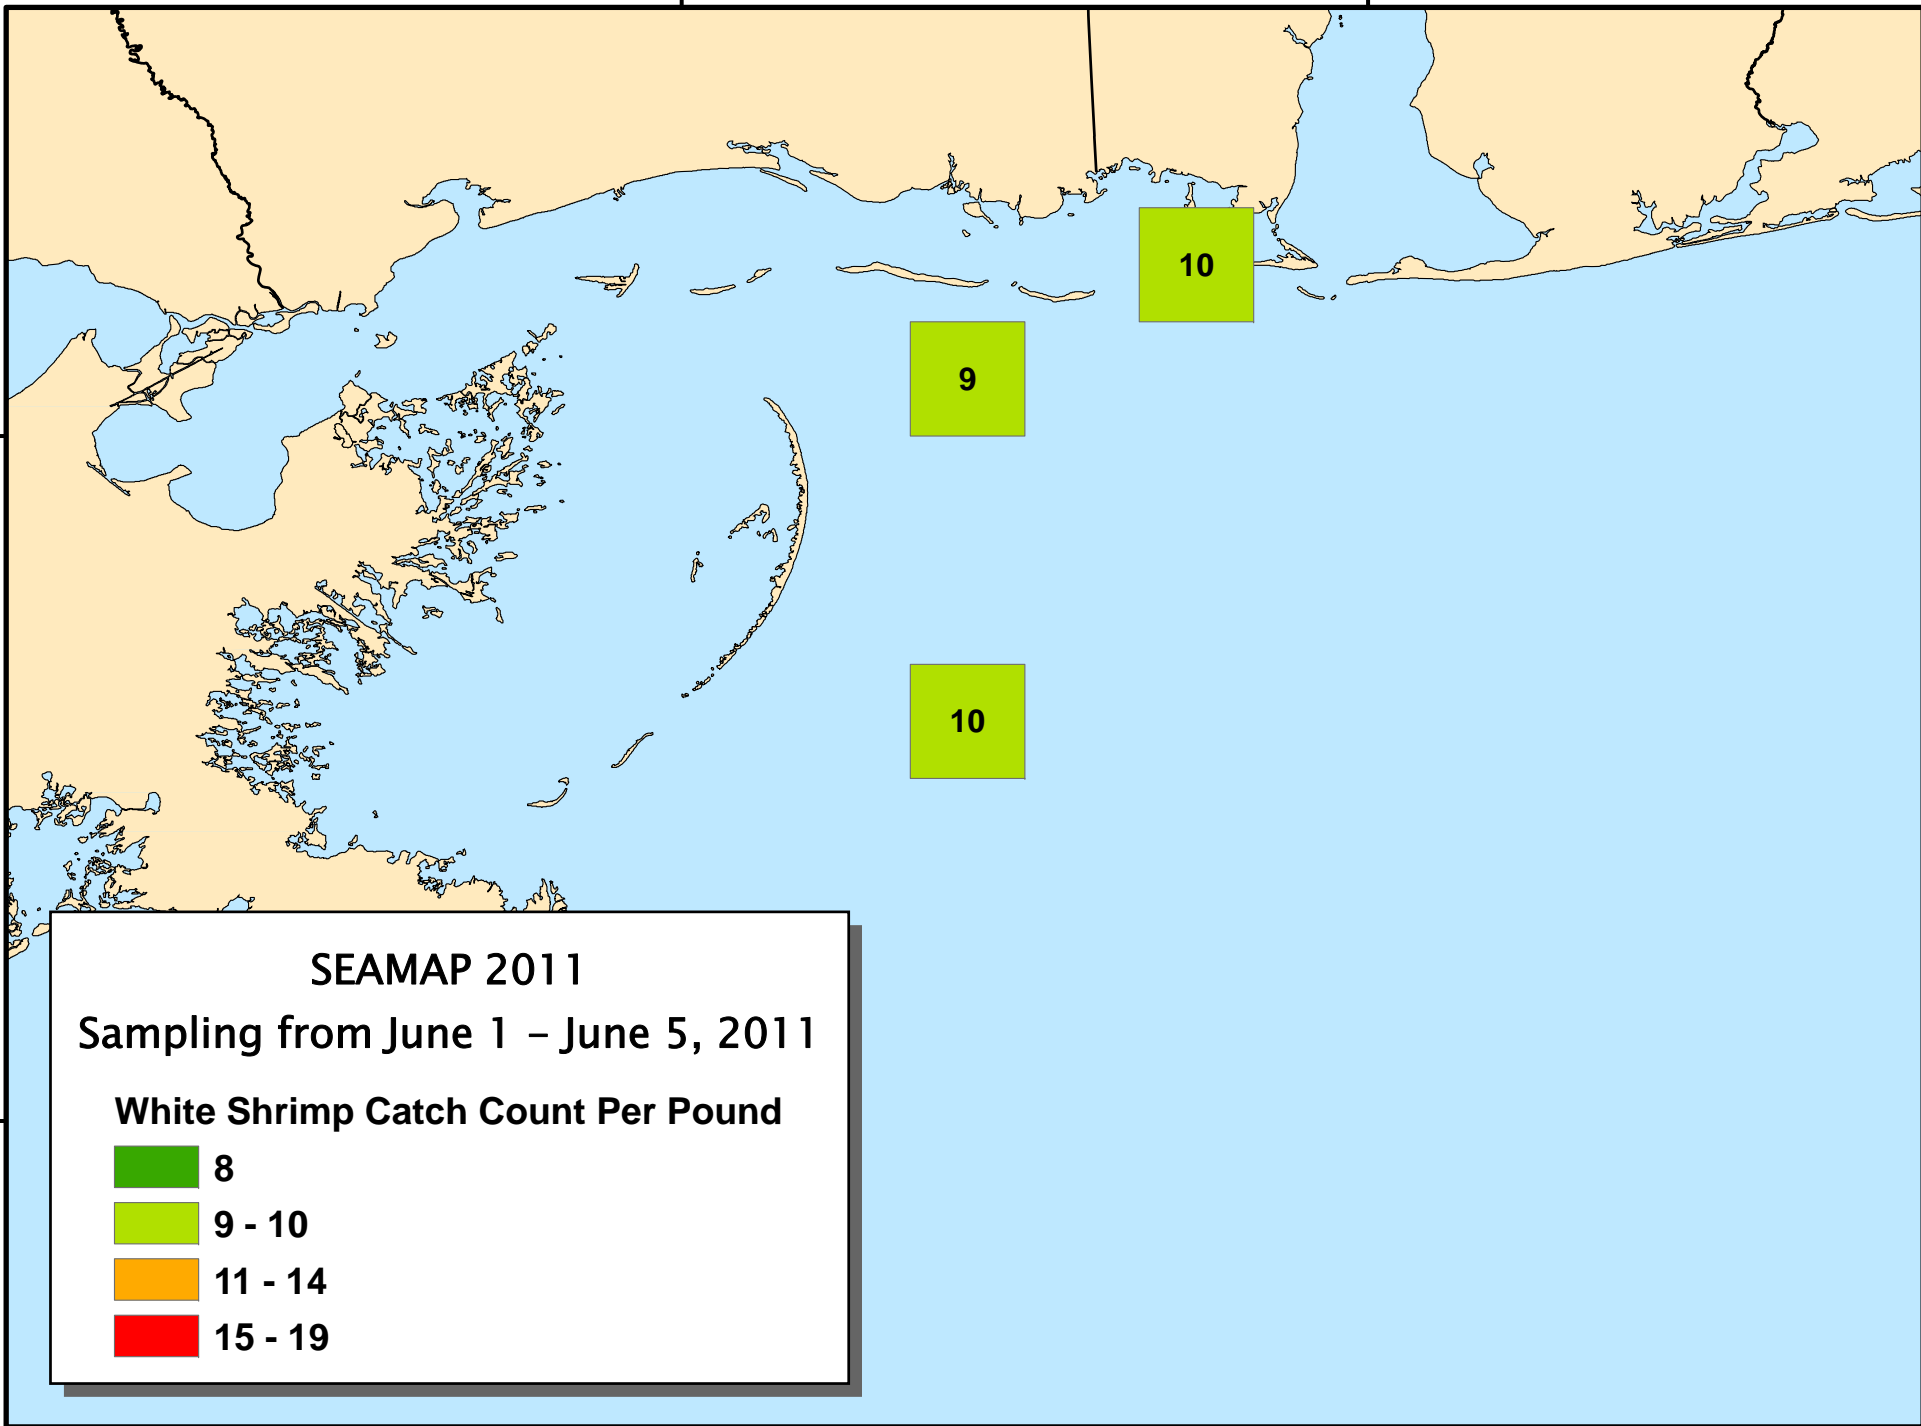 10
9
10
SEAMAP 2011
Sampling from June 1 – June 5, 2011
White Shrimp Catch Count Per Pound
8
9 - 10
11 - 14
15 - 19